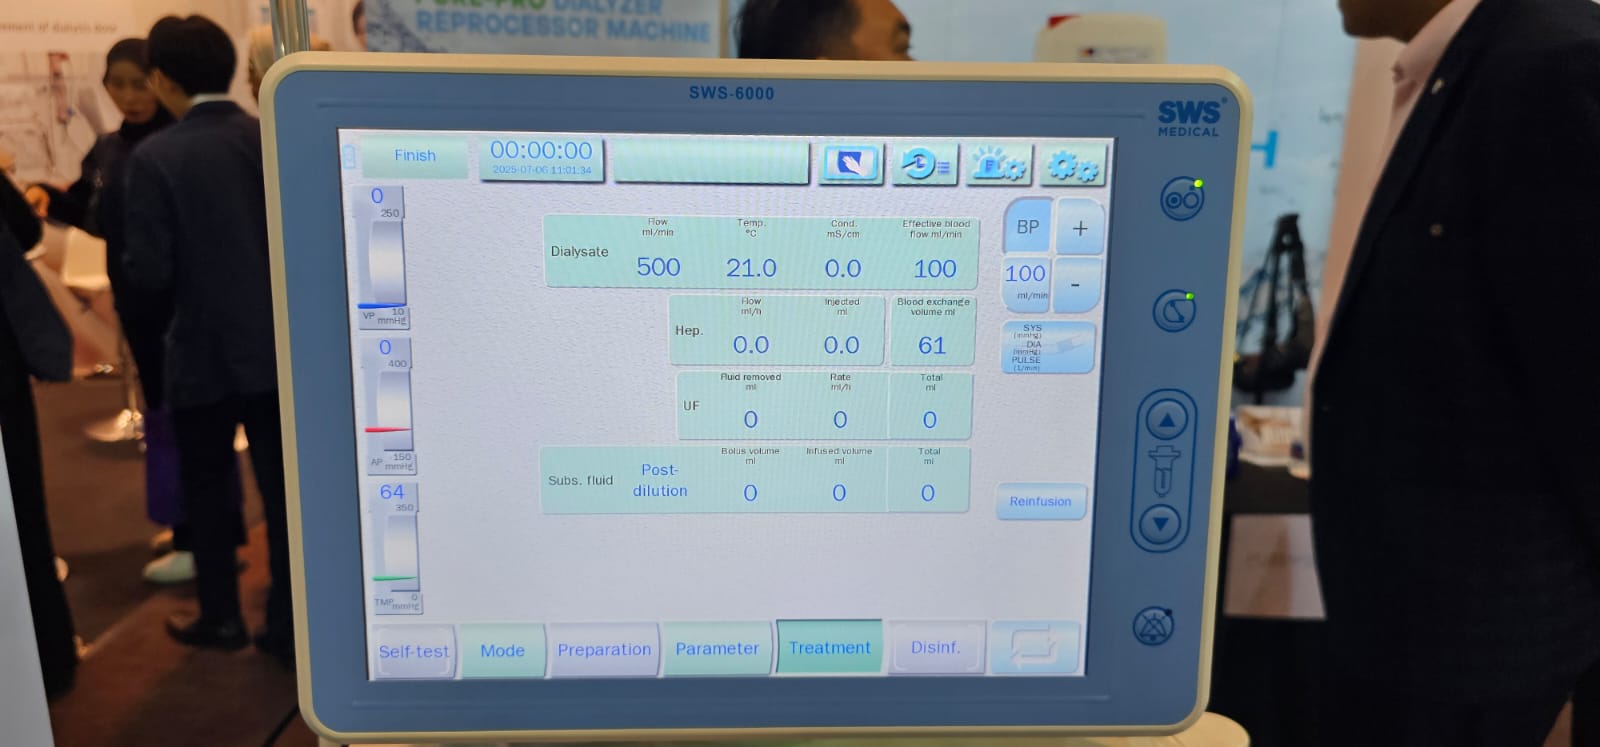 PURE-PRO DIALYZER
REPROCESSOR MACHINE
SWS-6000
SWS®
MEDICAL
Finish
00:00:00
2025-07-06 11:01:34
0
250
VP 10
mmHg
0
400
AP 150
mmHg
64
350
TMP 0
mmHg
Dialysate
Flow
ml/min
500
Temp.
°C
21.0
Cond.
mS/cm
0.0
Effective blood
flow ml/min
100
Hep.
Flow
ml/h
0.0
Injected
ml
0.0
Blood exchange
volume ml
61
UF
Fluid removed
ml
0
Rate
ml/h
0
Total
ml
0
Subs. fluid
Post-
dilution
Bolus volume
ml
0
Infused volume
ml
0
Total
ml
0
BP
+
100
ml/min
-
SYS
(mmHg)
DIA
(mmHg)
PULSE
(1/min)
Reinfusion
Self-test
Mode
Preparation
Parameter
Treatment
Disinf.